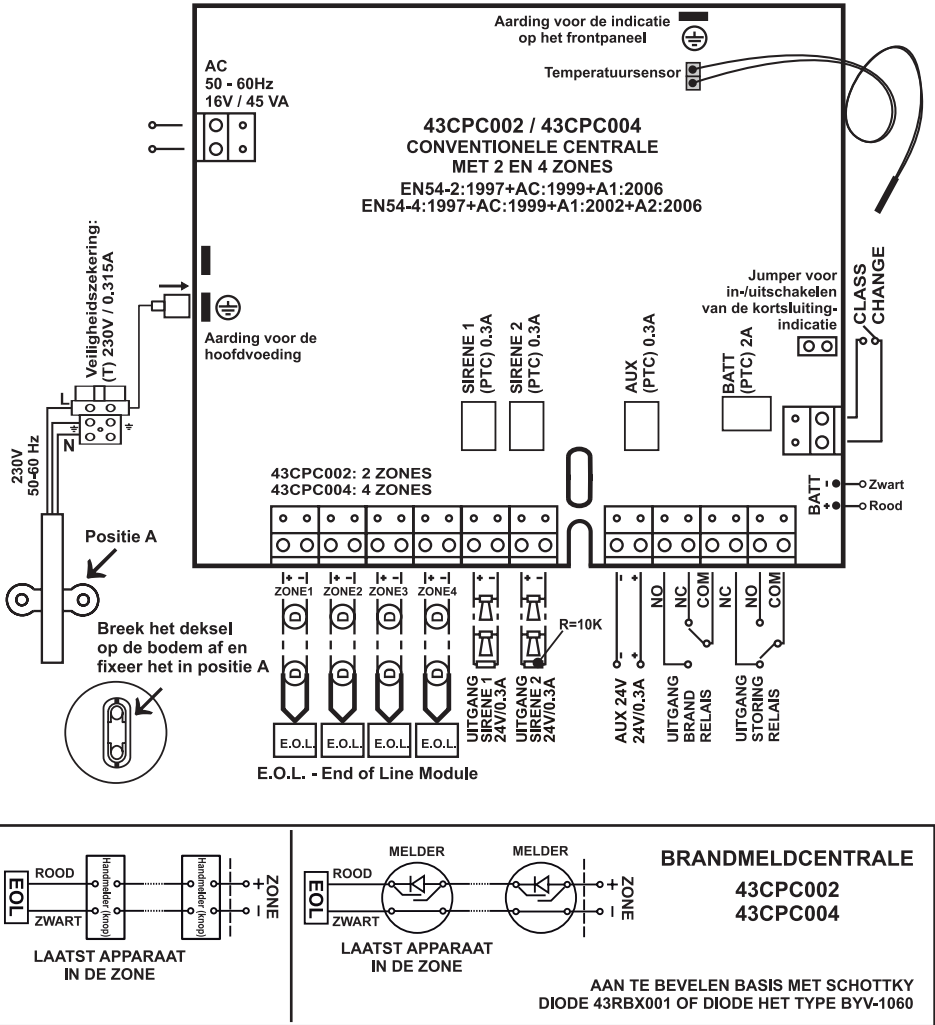 Aarding voor de indicatie
op het frontpaneel
Temperatuursensor
AC
50 - 60Hz
16V / 45 VA
43CPC002 / 43CPC004
CONVENTIONELE CENTRALE
MET 2 EN 4 ZONES
EN54-2:1997+AC:1999+A1:2006
EN54-4:1997+AC:1999+A1:2002+A2:2006
Veiligheidszekering:
(T) 230V / 0.315A
Aarding voor de
hoofdvoeding
Jumper voor
in-/uitschakelen
van de kortsluiting-
indicatie
CLASS
CHANGE
SIRENE 1
(PTC) 0.3A
SIRENE 2
(PTC) 0.3A
AUX
(PTC) 0.3A
BATT
(PTC) 2A
L
N
230V
50-60 Hz
43CPC002: 2 ZONES
43CPC004: 4 ZONES
BATT
- Zwart
+ Rood
Positie A
Breek het deksel
op de bodem af en
fixeer het in positie A
+ - + - + - + - + - + - - +
ZONE1 ZONE2 ZONE3 ZONE4
NO NC COM NC NO COM
D D D D
D D D D
R=10K
- +
E.O.L. E.O.L. E.O.L. E.O.L.
E.O.L. - End of Line Module
UITGANG
SIRENE 1
24V/0.3A
UITGANG
SIRENE 2
24V/0.3A
AUX 24V
24V/0.3A
UITGANG
BRAND
RELAIS
UITGANG
STORING
RELAIS
EOL
ROOD
ZWART
Handmelder (knop)
Handmelder (knop)
+
-
ZONE
LAATST APPARAAT
IN DE ZONE
EOL
ROOD
ZWART
MELDER
MELDER
+
-
ZONE
LAATST APPARAAT
IN DE ZONE
BRANDMELDCENTRALE
43CPC002
43CPC004
AAN TE BEVELEN BASIS MET SCHOTTKY
DIODE 43RBX001 OF DIODE HET TYPE BYV-1060